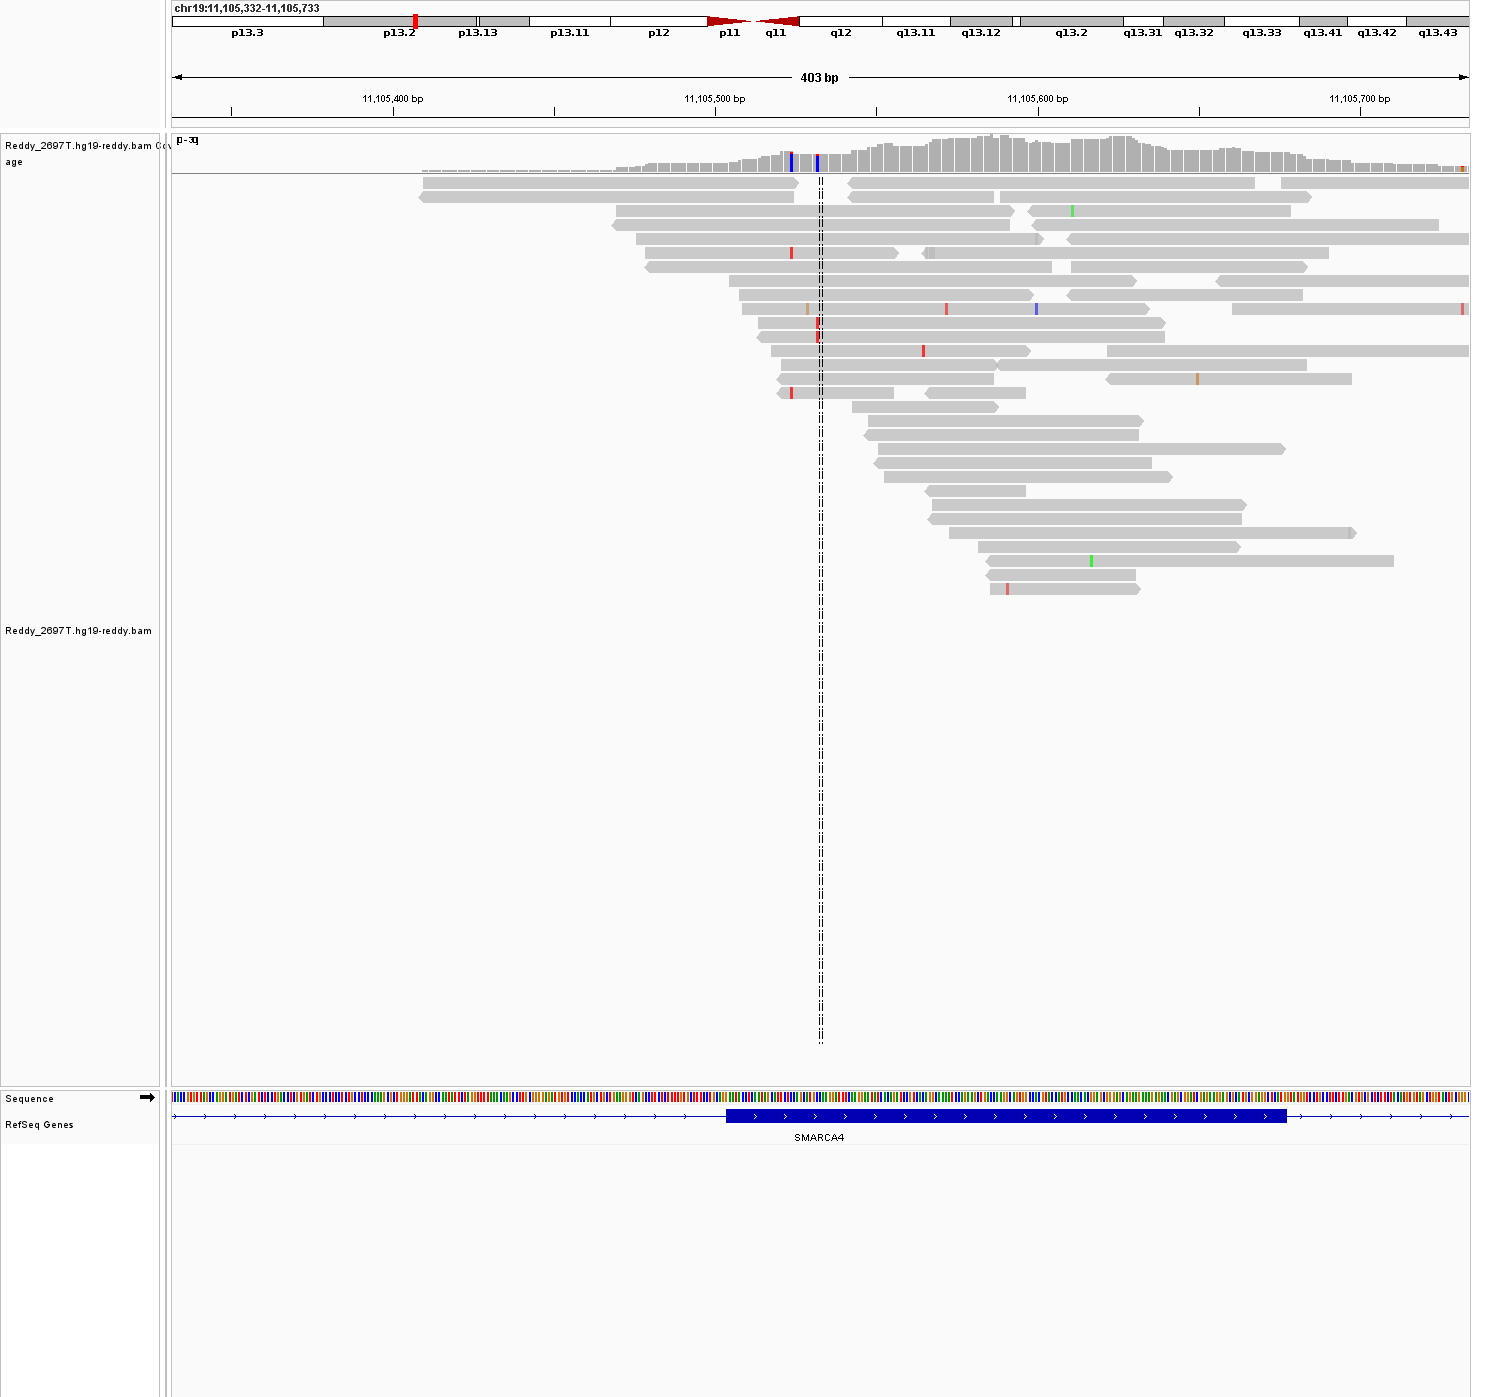 chr19:11,105,332-11,105,733
p13.3 p13.2 p13.13 p13.11 p12 p11 q11 q12 q13.11 q13.12 q13.2 q13.31 q13.32 q13.33 q13.41 q13.42 q13.43
403 bp
11,105,400 bp 11,105,500 bp 11,105,600 bp 11,105,700 bp
Reddy_2697T.hg19-reddy.bam Cov
age
Reddy_2697T.hg19-reddy.bam
Sequence
RefSeq Genes
SMARCA4